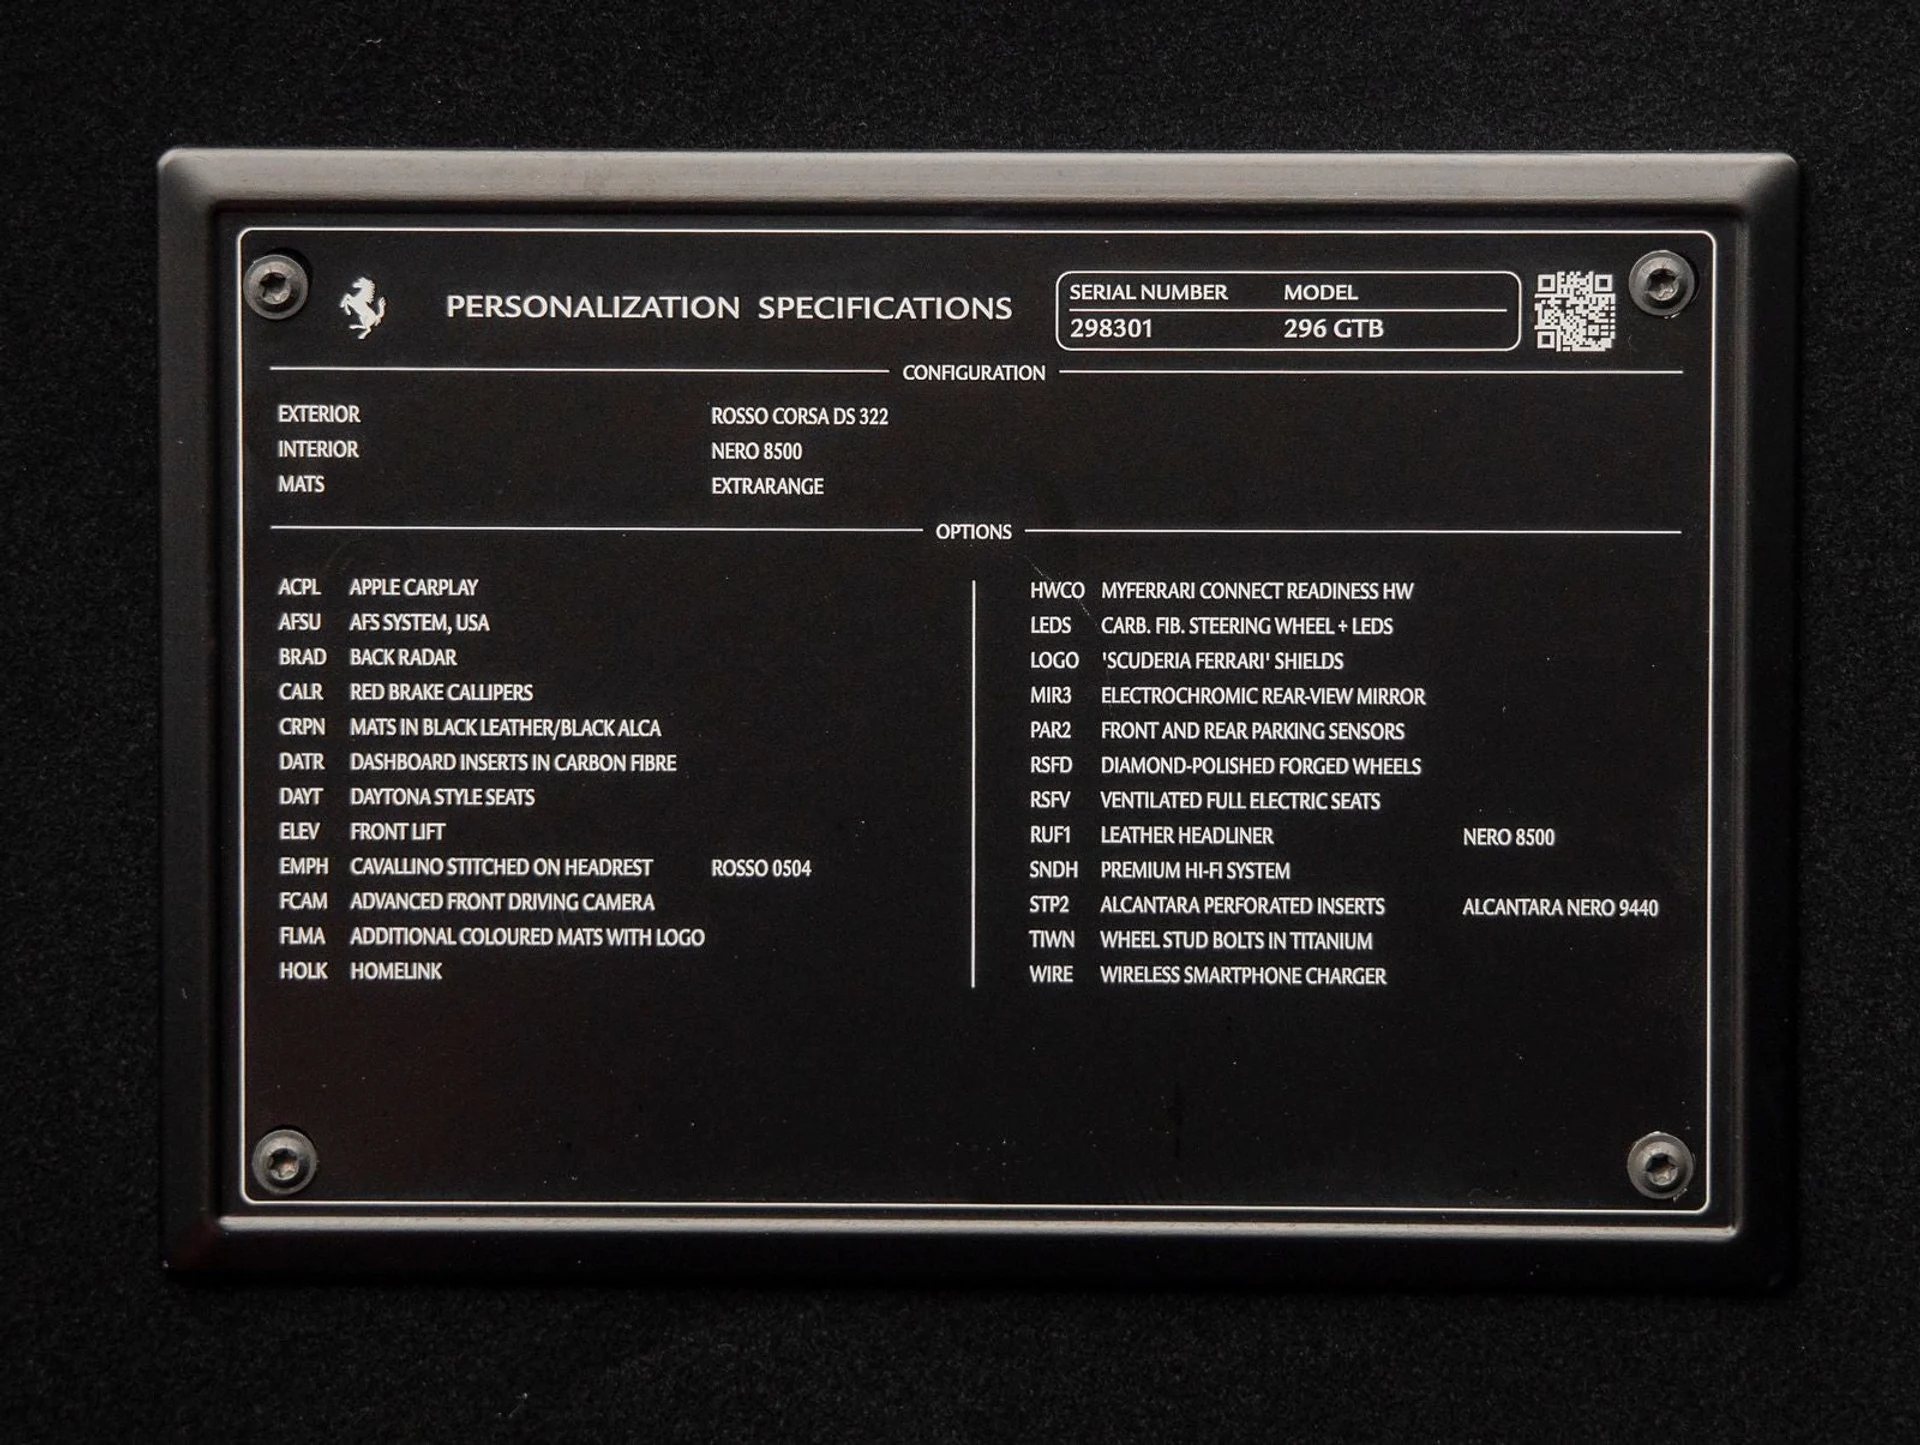 PERSONALIZATION SPECIFICATIONS
SERIAL NUMBER MODEL
298301 296 GTB
CONFIGURATION
EXTERIOR ROSSO CORSA DS 322
INTERIOR NERO 8500
MATS EXTRARANGE
OPTIONS
ACPL APPLE CARPLAY
AFSU AFS SYSTEM, USA
BRAD BACK RADAR
CALR RED BRAKE CALLIPERS
CRPN MATS IN BLACK LEATHER/BLACK ALCA
DATR DASHBOARD INSERTS IN CARBON FIBRE
DAYT DAYTONA STYLE SEATS
ELEV FRONT LIFT
EMPH CAVALLINO STITCHED ON HEADREST ROSSO 0504
FCAM ADVANCED FRONT DRIVING CAMERA
FLMA ADDITIONAL COLOURED MATS WITH LOGO
HOLK HOMELINK
HWCO MYFERRARI CONNECT READINESS HW
LEDS CARB. FIB. STEERING WHEEL + LEDS
LOGO 'SCUDERIA FERRARI' SHIELDS
MIR3 ELECTROCHROMIC REAR-VIEW MIRROR
PAR2 FRONT AND REAR PARKING SENSORS
RSFD DIAMOND-POLISHED FORGED WHEELS
RSFV VENTILATED FULL ELECTRIC SEATS
RUF1 LEATHER HEADLINER NERO 8500
SNDH PREMIUM HI-FI SYSTEM
STP2 ALCANTARA PERFORATED INSERTS ALCANTARA NERO 9440
TIWN WHEEL STUD BOLTS IN TITANIUM
WIRE WIRELESS SMARTPHONE CHARGER